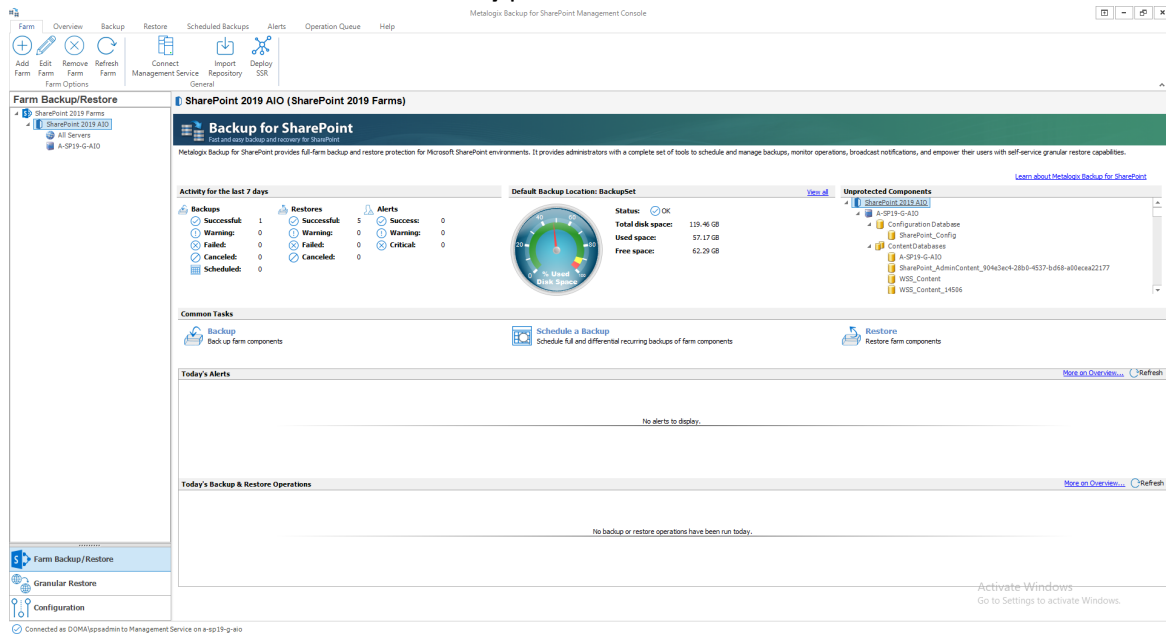 Metalogix Backup for SharePoint Management Console
Farm Overview Backup Restore Scheduled Backups Alerts Operation Queue Help
Add Farm Edit Farm Remove Farm Refresh Farm Connect Management Service Import Repository Deploy SSR
Farm Options General
Farm Backup/Restore
SharePoint 2019 Farms
SharePoint 2019 AIO
All Servers
A-SP19-G-AIO
SharePoint 2019 AIO (SharePoint 2019 Farms)
Backup for SharePoint
Fast and easy backup and recovery for SharePoint
Metalogix Backup for SharePoint provides full-farm backup and restore protection for Microsoft SharePoint environments. It provides administrators with a complete set of tools to schedule and manage backups, monitor operations, broadcast notifications, and empower their users with self-service granular restore capabilities.
Learn about Metalogix Backup for SharePoint
Activity for the last 7 days
Backups
Successful: 1
Warning: 0
Failed: 0
Canceled: 0
Scheduled: 0
Restores
Successful: 5
Warning: 0
Failed: 0
Canceled: 0
Alerts
Success: 0
Warning: 0
Critical: 0
Default Backup Location: BackupSet View all
0 20 40 60 80 100
% Used
Disk Space
Status: OK
Total disk space: 119.46 GB
Used space: 57.17 GB
Free space: 62.29 GB
Unprotected Components
SharePoint 2019 AIO
A-SP19-G-AIO
Configuration Database
SharePoint_Config
ContentDatabases
A-SP19-G-AIO
SharePoint_AdminContent_904e3ec4-28b0-4537-bd68-a00ecea22177
WSS_Content
WSS_Content_14506
Common Tasks
Backup
Back up farm components
Schedule a Backup
Schedule full and differential recurring backups of farm components
Restore
Restore farm components
Today's Alerts More on Overview... Refresh
No alerts to display.
Today's Backup & Restore Operations More on Overview... Refresh
No backup or restore operations have been run today.
Farm Backup/Restore
Granular Restore
Configuration
Activate Windows
Go to Settings to activate Windows.
Connected as DOMA\spsadmin to Management Service on a-sp19-g-aio